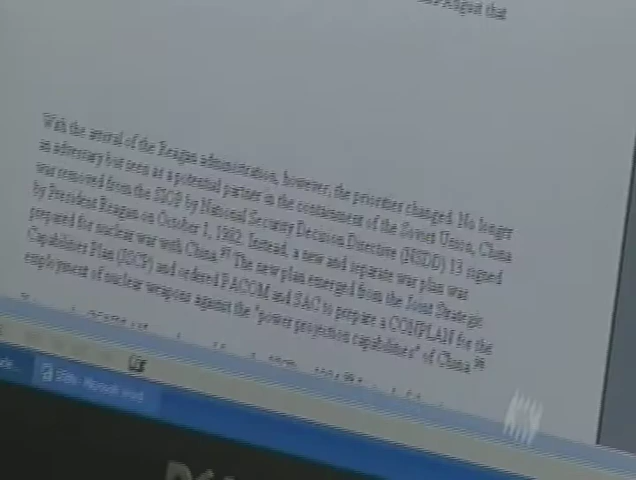 August that
With the arrival of the Reagan administration, however, the priorities changed. No longer
an adversary but seen as a potential partner in the containment of the Soviet Union, China
was removed from the SIOP by National Security Decision Directive (NSDD) 13 signed
by President Reagan on October 1, 1982. Instead, a new and separate war plan was
prepared for nuclear war with China. The new plan emerged from the Joint Strategic
Capabilities Plan (JSCP) and ordered PACOM and SAC to prepare a CONPLAN for the
employment of nuclear weapons against the "power projection capabilities" of China.
Microsoft Word